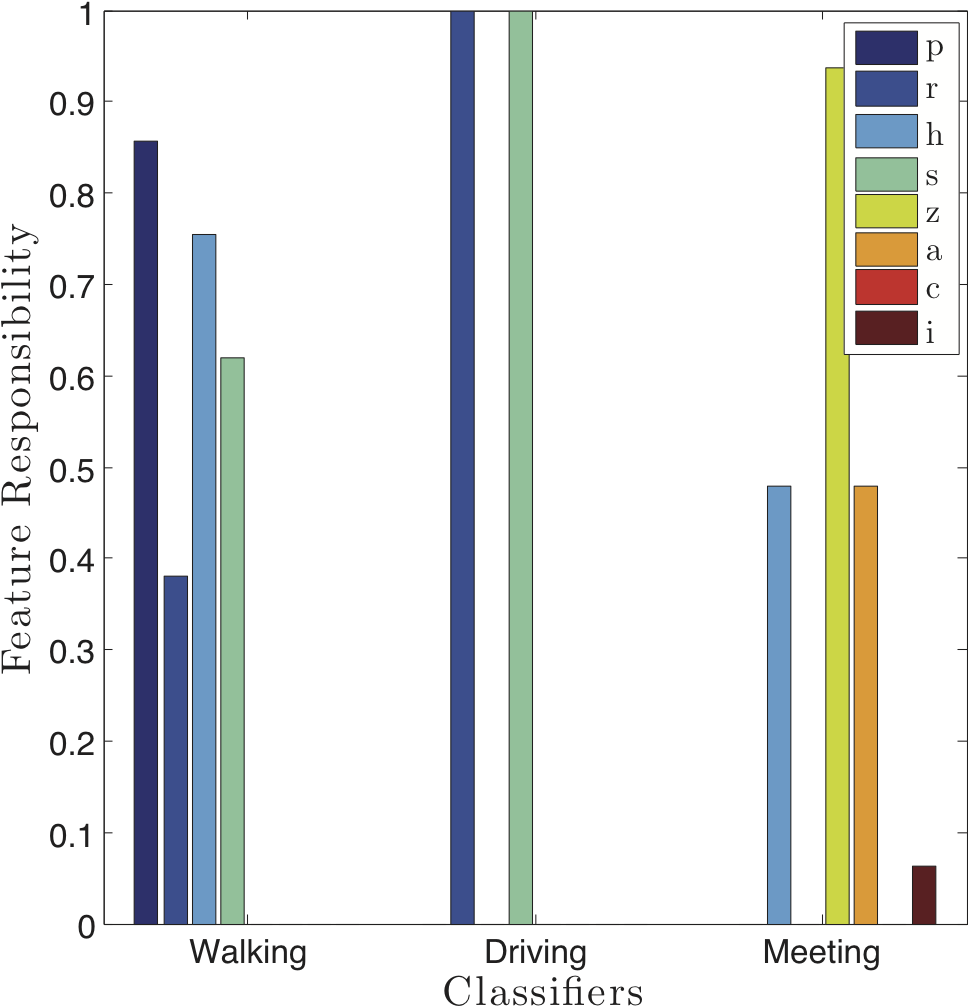 1
0.9
0.8
0.7
0.6
0.5
0.4
0.3
0.2
0.1
0
Feature Responsibility
p
r
h
s
z
a
c
i
Walking Driving Meeting
Classifiers